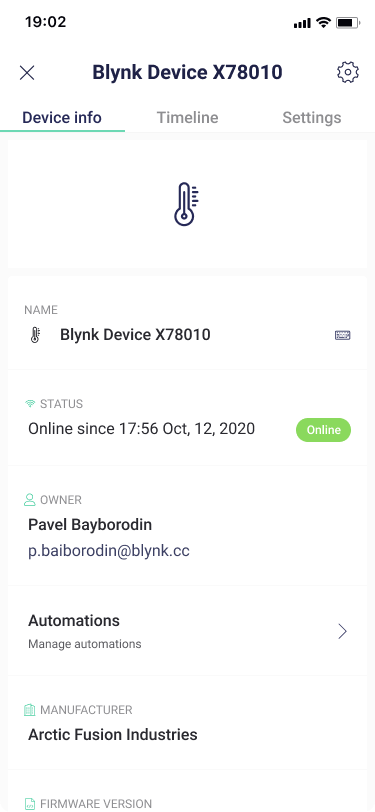 19:02
Blynk Device X78010
Device info
Timeline
Settings
NAME
Blynk Device X78010
STATUS
Online since 17:56 Oct, 12, 2020
Online
OWNER
Pavel Bayborodin
p.baiborodin@blynk.cc
Automations
Manage automations
MANUFACTURER
Arctic Fusion Industries
FIRMWARE VERSION